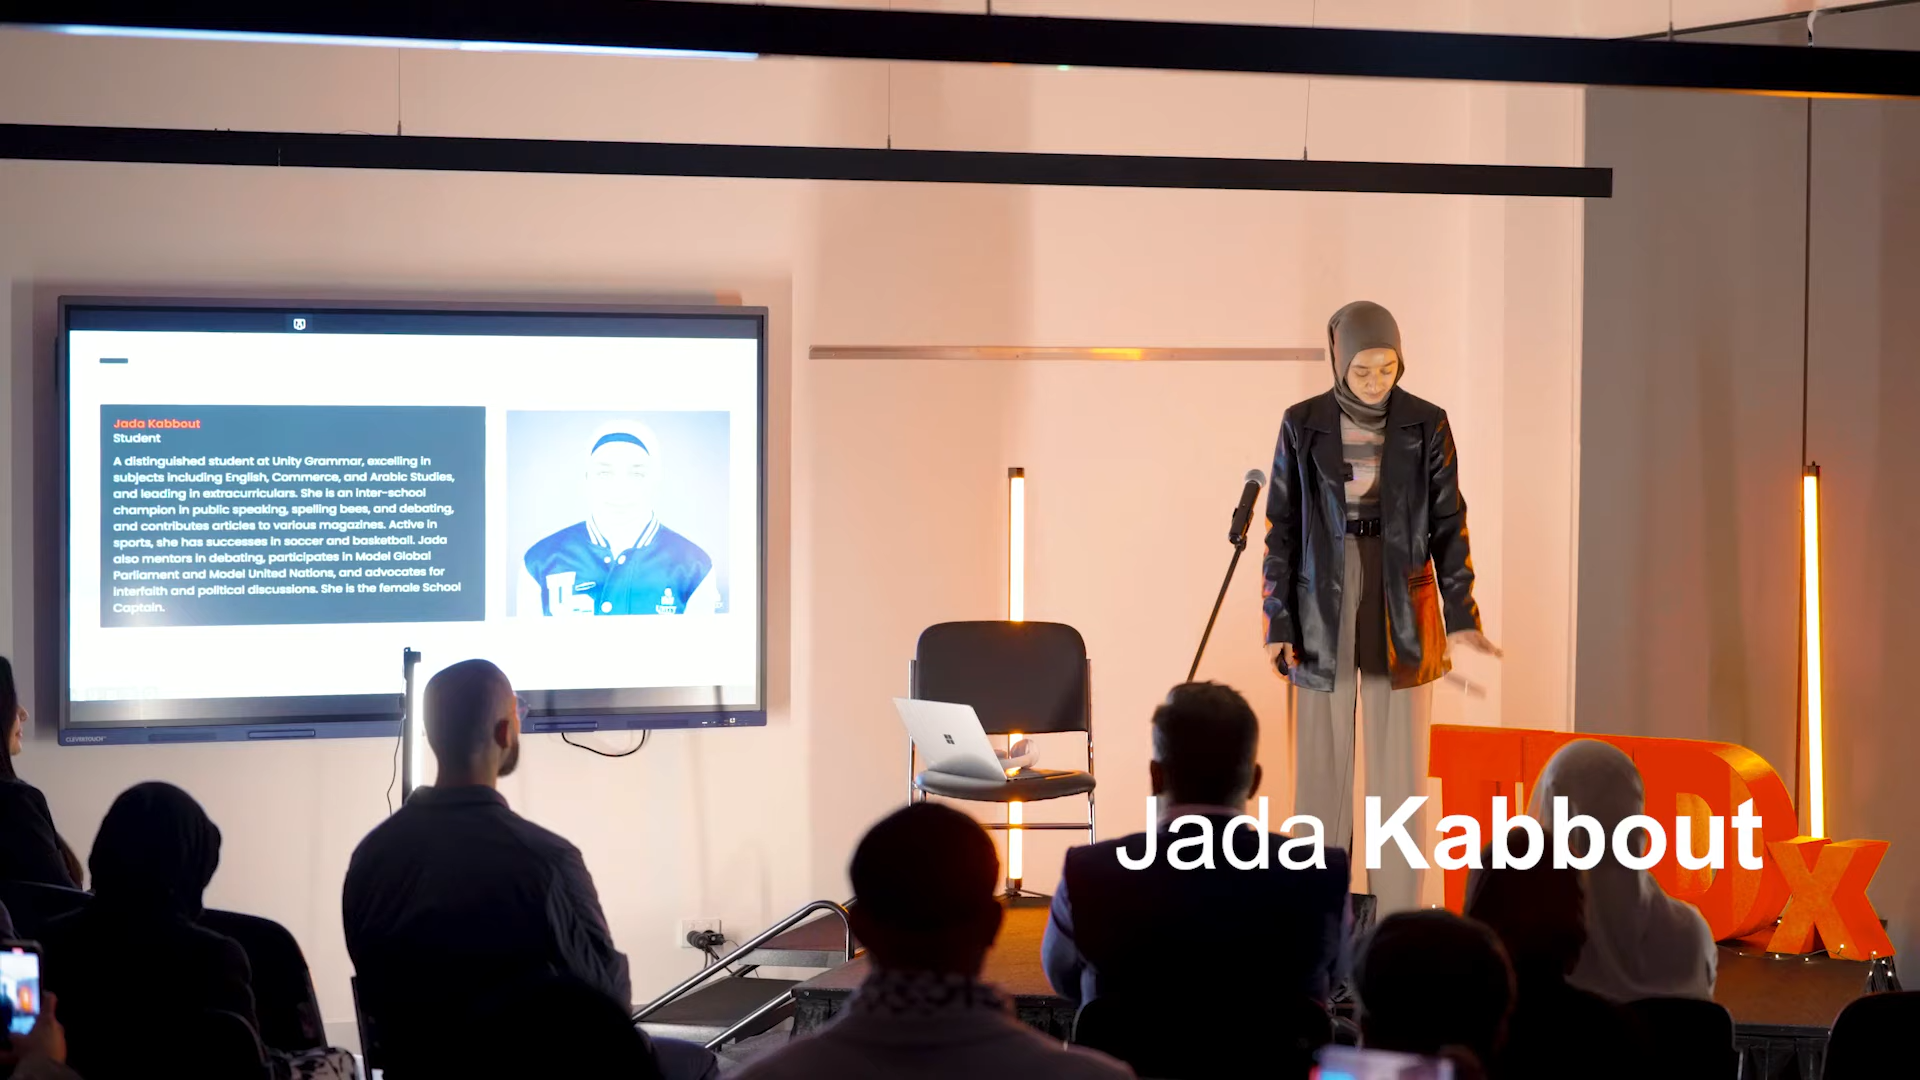 Jada Kabbout
Student
A distinguished student at Unity Grammar, excelling in
subjects including English, Commerce, and Arabic Studies,
and leading in extracurriculars. She is an inter-school
champion in public speaking, spelling bees, and debating,
and contributes articles to various magazines. Active in
sports, she has successes in soccer and basketball. Jada
also mentors in debating, participates in Model Global
Parliament and Model United Nations, and advocates for
interfaith and political discussions. She is the female School
Captain.
CLEVERTOUCH
Jada Kabbout
TEDx